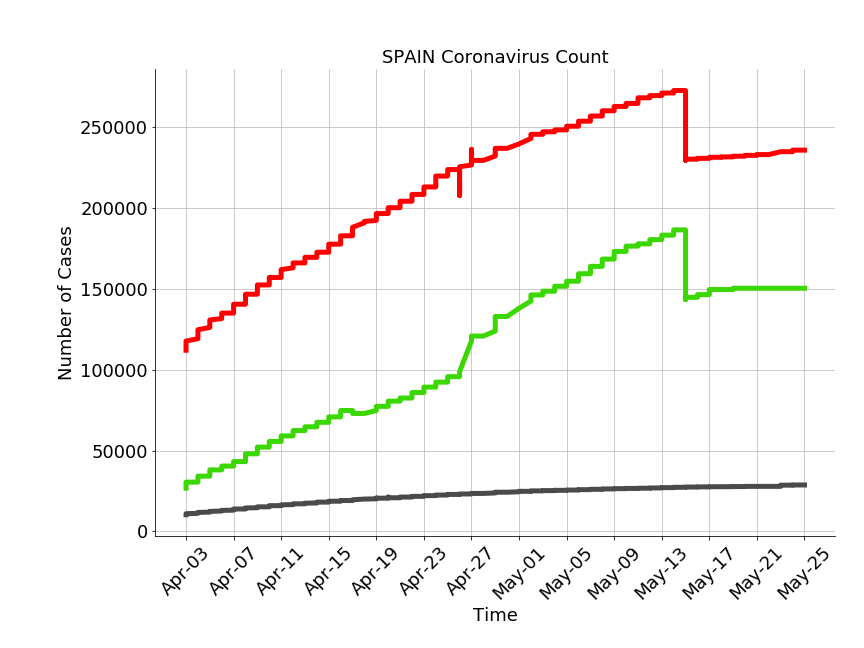 SPAIN Coronavirus Count
Number of Cases
250000
200000
150000
100000
50000
0
Apr-03
Apr-07
Apr-11
Apr-15
Apr-19
Apr-23
Apr-27
May-01
May-05
May-09
May-13
May-17
May-21
May-25
Time